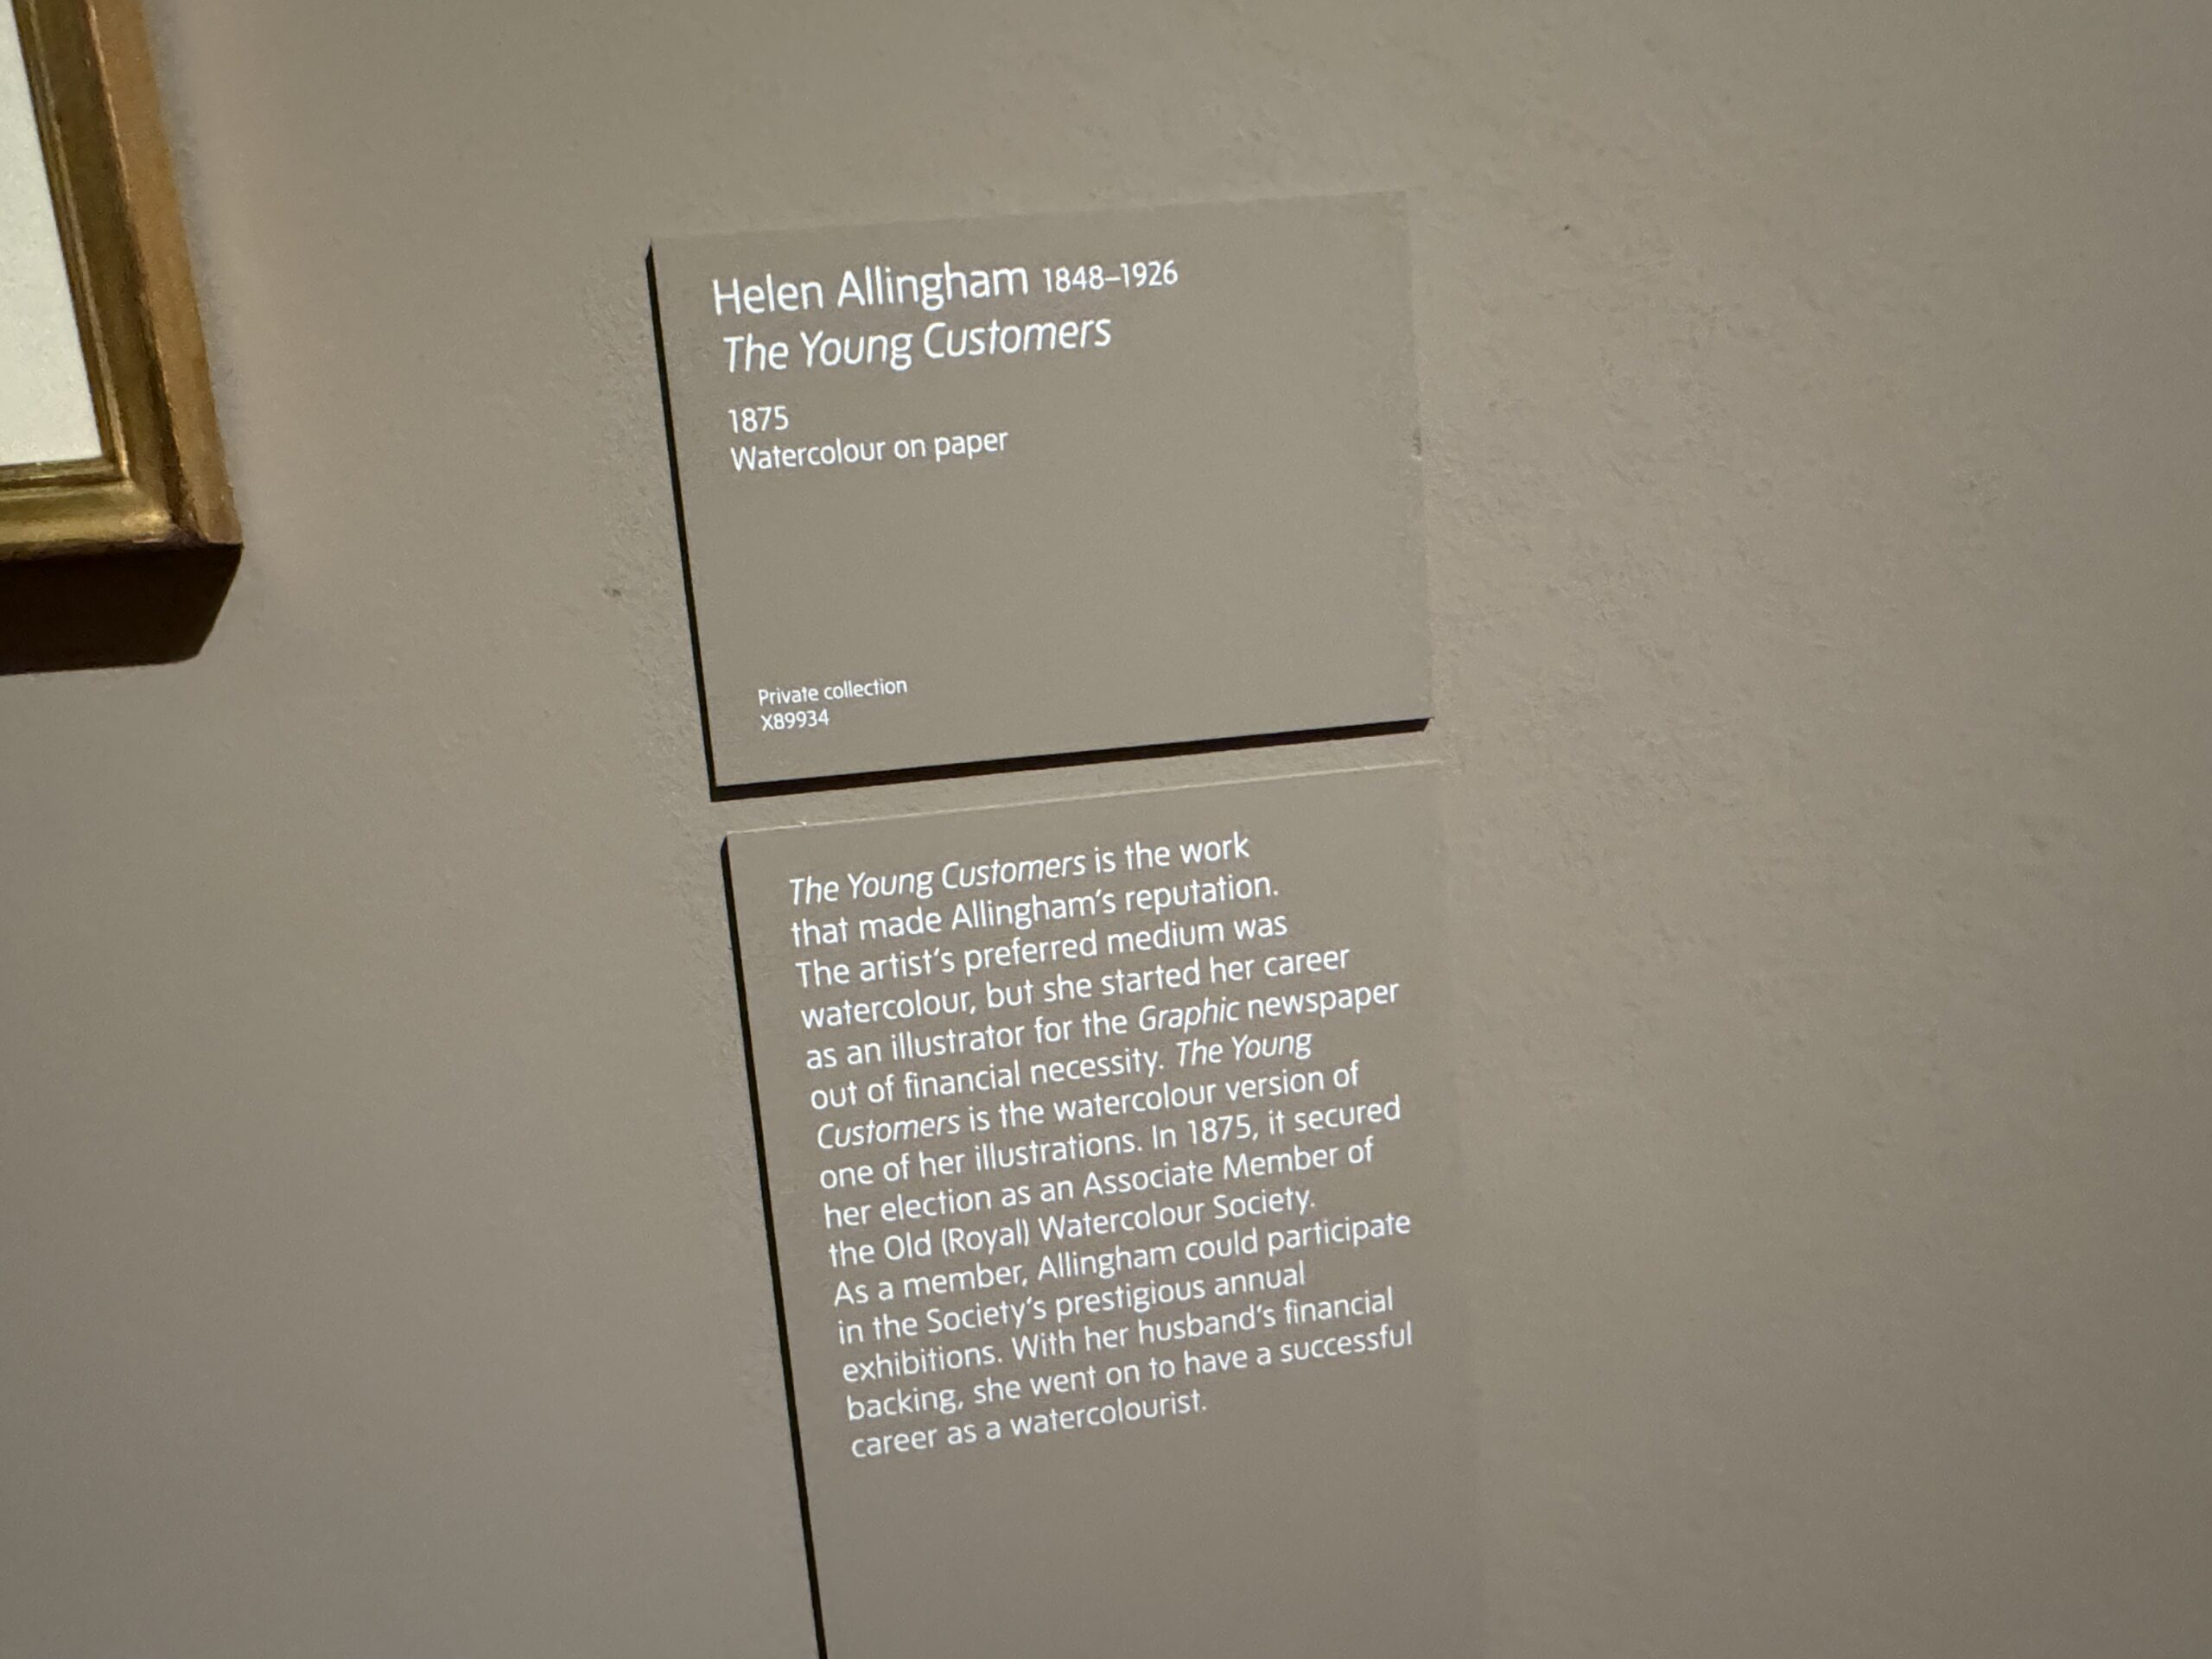 Helen Allingham 1848–1926
The Young Customers
1875
Watercolour on paper
Private collection
X89934
The Young Customers is the work
that made Allingham’s reputation.
The artist’s preferred medium was
watercolour, but she started her career
as an illustrator for the Graphic newspaper
out of financial necessity. The Young
Customers is the watercolour version of
one of her illustrations. In 1875, it secured
her election as an Associate Member of
the Old (Royal) Watercolour Society.
As a member, Allingham could participate
in the Society’s prestigious annual
exhibitions. With her husband’s financial
backing, she went on to have a successful
career as a watercolourist.